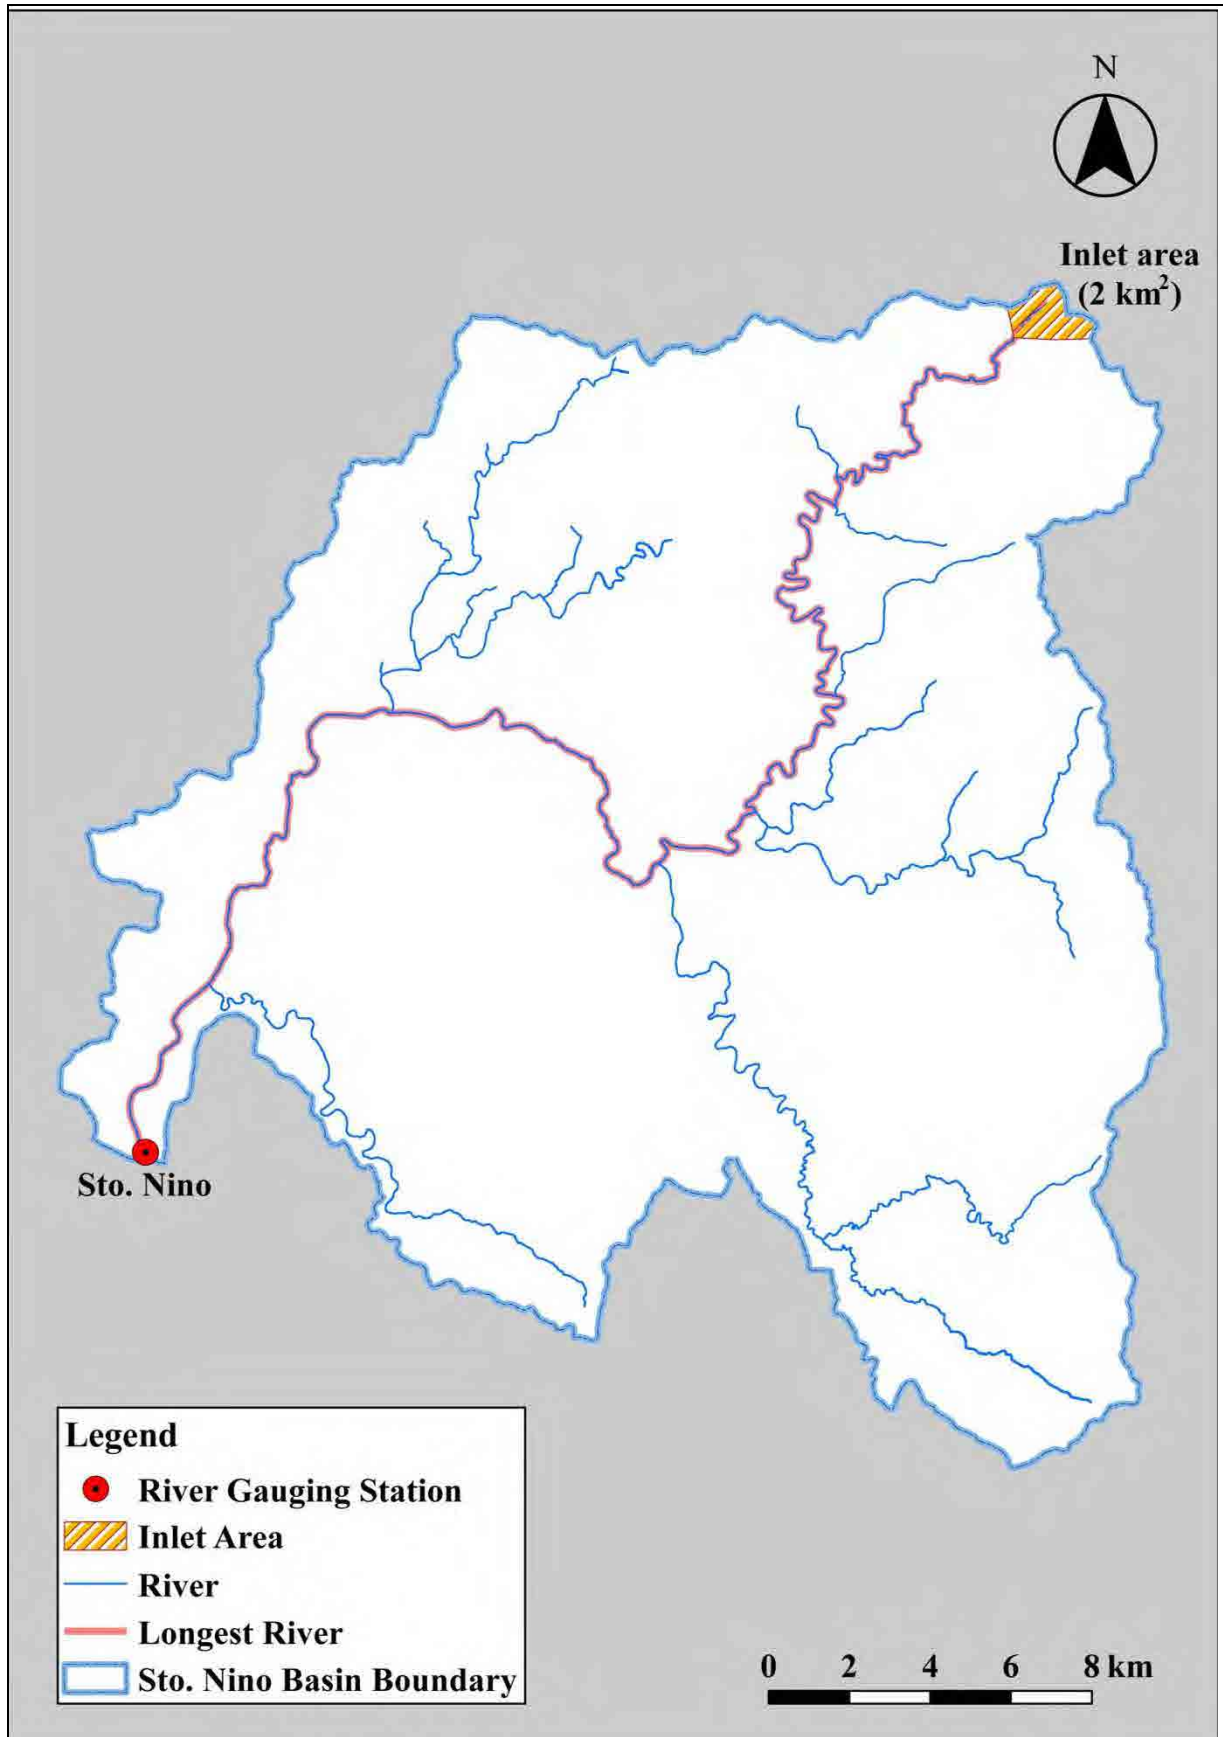 N
Inlet area
(2 km²)
Sto. Nino
Legend
River Gauging Station
Inlet Area
River
Longest River
Sto. Nino Basin Boundary
0 2 4 6 8 km